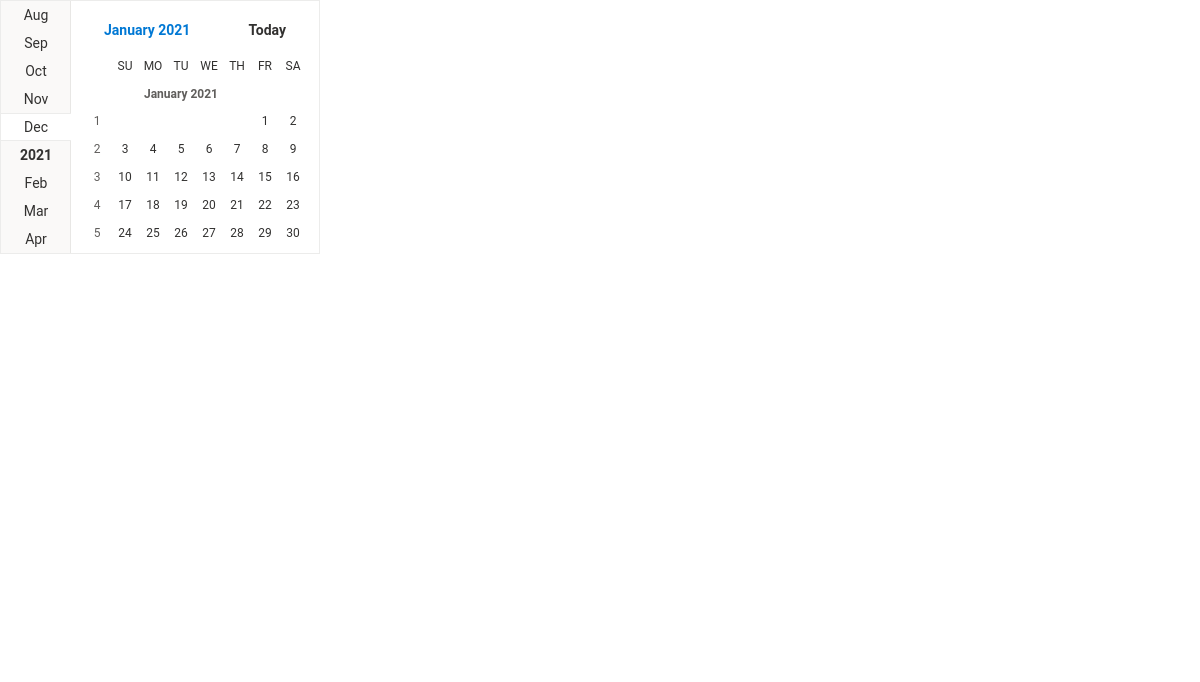 Aug
Sep
Oct
Nov
Dec
2021
Feb
Mar
Apr
January 2021 Today
SU MO TU WE TH FR SA
January 2021
1 1 2
2 3 4 5 6 7 8 9
3 10 11 12 13 14 15 16
4 17 18 19 20 21 22 23
5 24 25 26 27 28 29 30